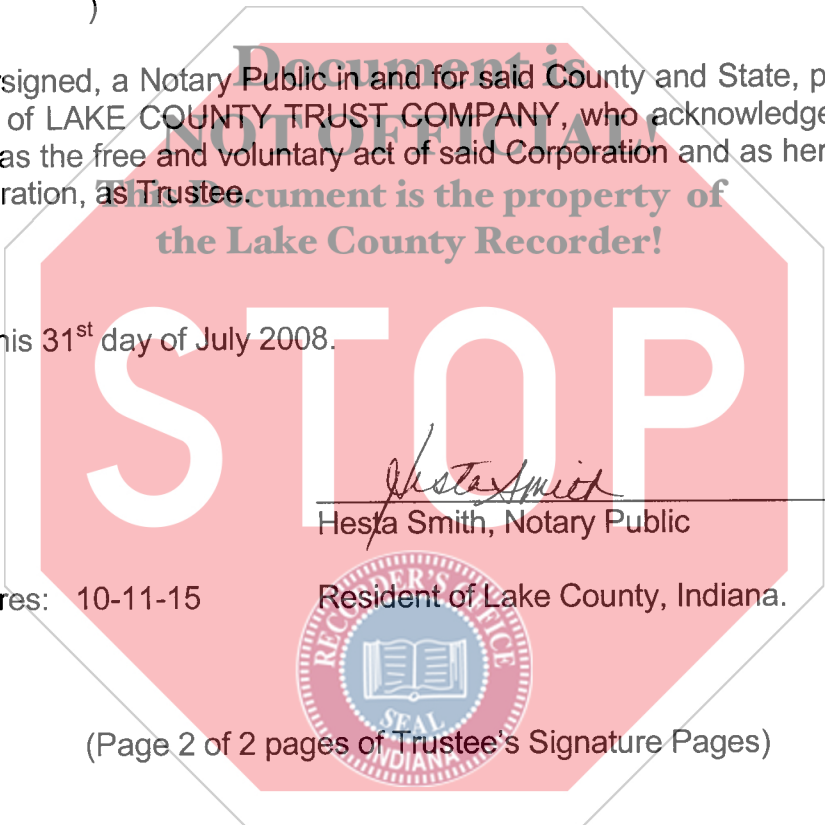 )
Document is
rsigned, a Notary Public in and for said County and State, p
NOT OFFICIAL!
of LAKE COUNTY TRUST COMPANY, who acknowledge
as the free and voluntary act of said Corporation and as her
ration, as Trustee.
This Document is the property of
the Lake County Recorder!
STOP
his 31st day of July 2008.
Hesta Smith
Hesta Smith, Notary Public
res: 10-11-15
Resident of Lake County, Indiana.
RECORDER'S OFFICE
SEAL
INDIANA
(Page 2 of 2 pages of Trustee's Signature Pages)